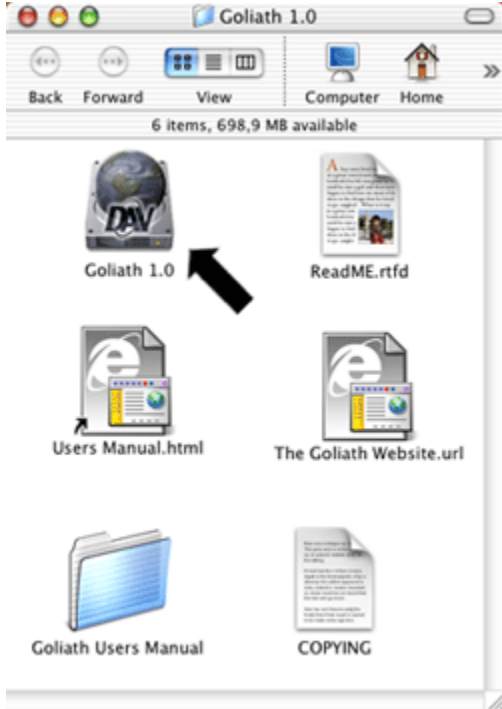 Goliath 1.0
Back Forward View Computer Home
6 items, 698,9 MB available
DAV
Goliath 1.0 ReadME.rtfd
Users Manual.html The Goliath Website.url
Goliath Users Manual COPYING